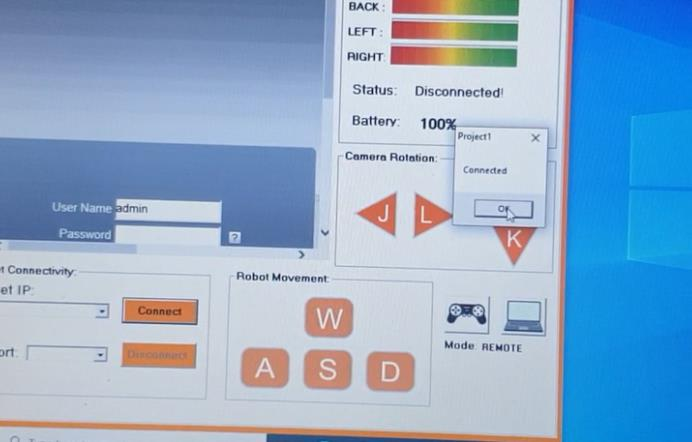 BACK :
LEFT :
RIGHT:
Status: Disconnected!
Battery: 100%
Project1
Connected
OK
Camera Rotation:
J
L
K
User Name admin
Password
?
Connectivity:
et IP:
Connect
ort:
Disconnect
Robot Movement:
W
A
S
D
Mode: REMOTE